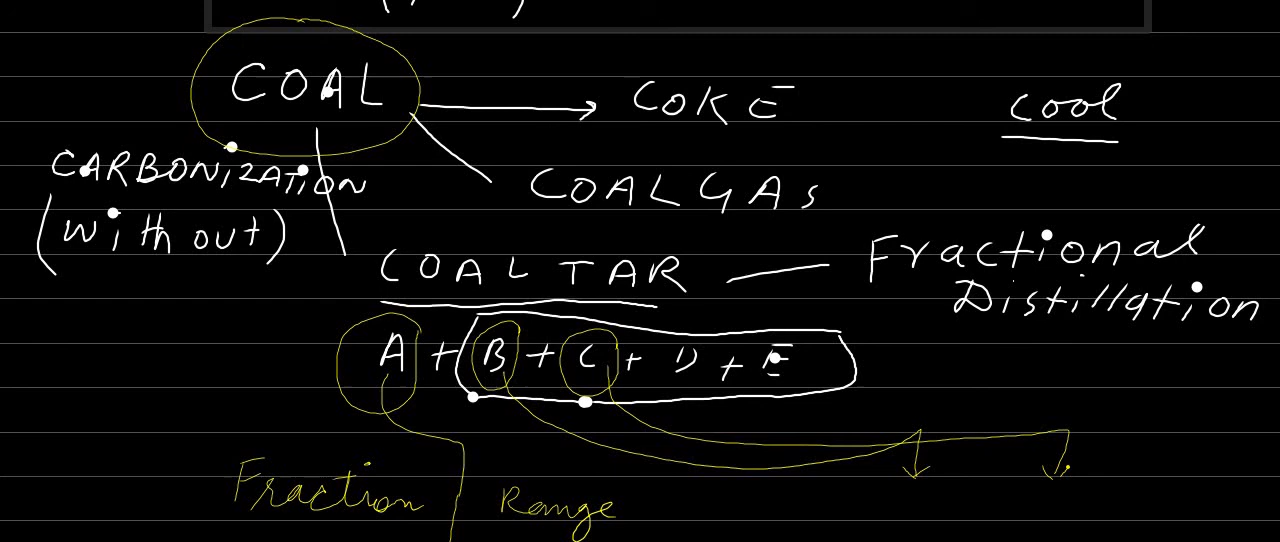 COAL
COKE
cool
CARBONiZATiON
COALGAs
(without)
COALTAR — Fractional
Distillation
A + B + C + D + E
Fraction | Range